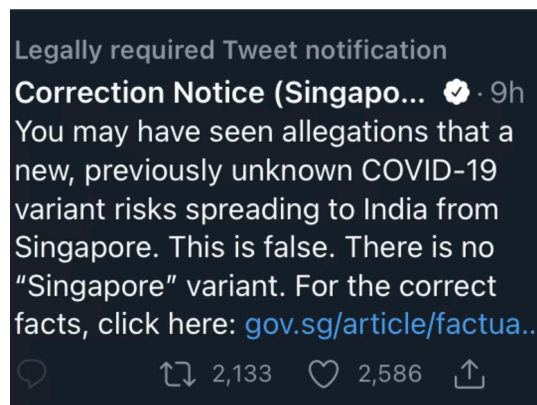 Legally required Tweet notification
Correction Notice (Singapo... · 9h
You may have seen allegations that a
new, previously unknown COVID-19
variant risks spreading to India from
Singapore. This is false. There is no
“Singapore” variant. For the correct
facts, click here: gov.sg/article/factua..
2,133 2,586